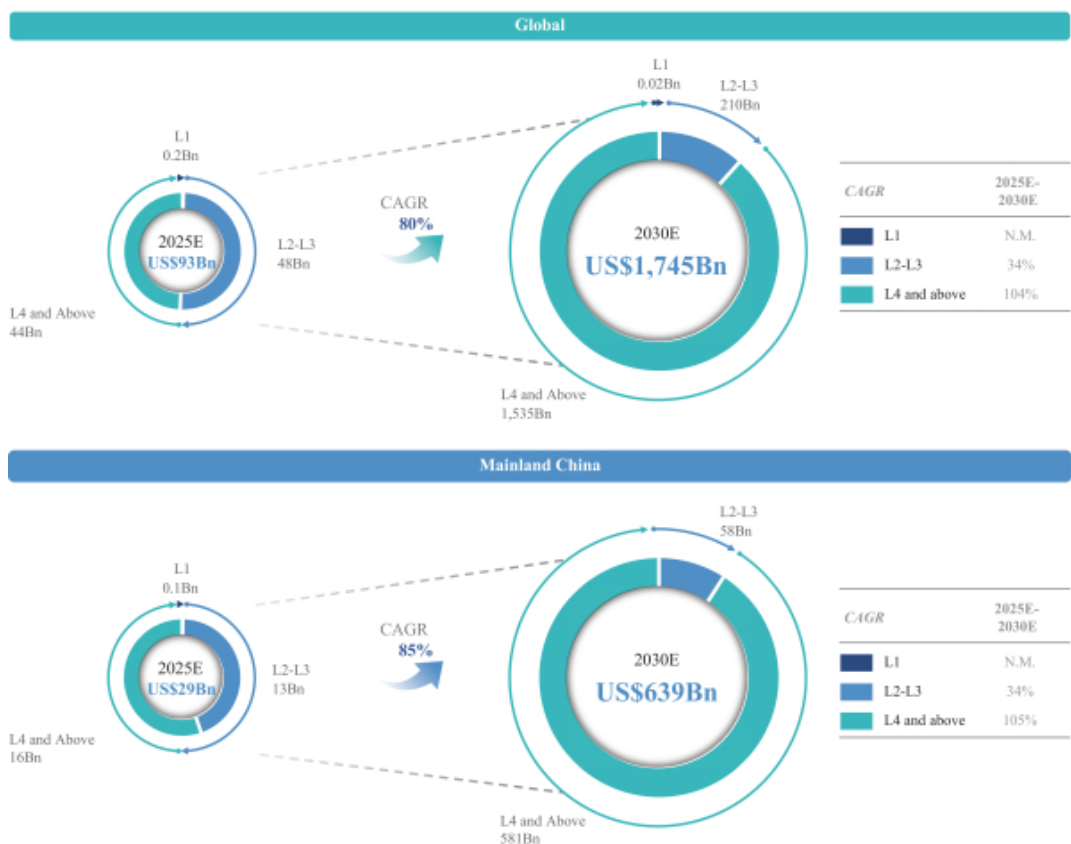 Global
L1
0.2Bn
2025E
US$93Bn
L2-L3
48Bn
L4 and Above
44Bn
CAGR
80%
L1
0.02Bn
L2-L3
210Bn
2030E
US$1,745Bn
L4 and Above
1,535Bn
CAGR
2025E-
2030E
L1 N.M.
L2-L3 34%
L4 and above 104%
Mainland China
L1
0.1Bn
2025E
US$29Bn
L2-L3
13Bn
L4 and Above
16Bn
CAGR
85%
L2-L3
58Bn
2030E
US$639Bn
L4 and Above
581Bn
CAGR
2025E-
2030E
L1 N.M.
L2-L3 34%
L4 and above 105%